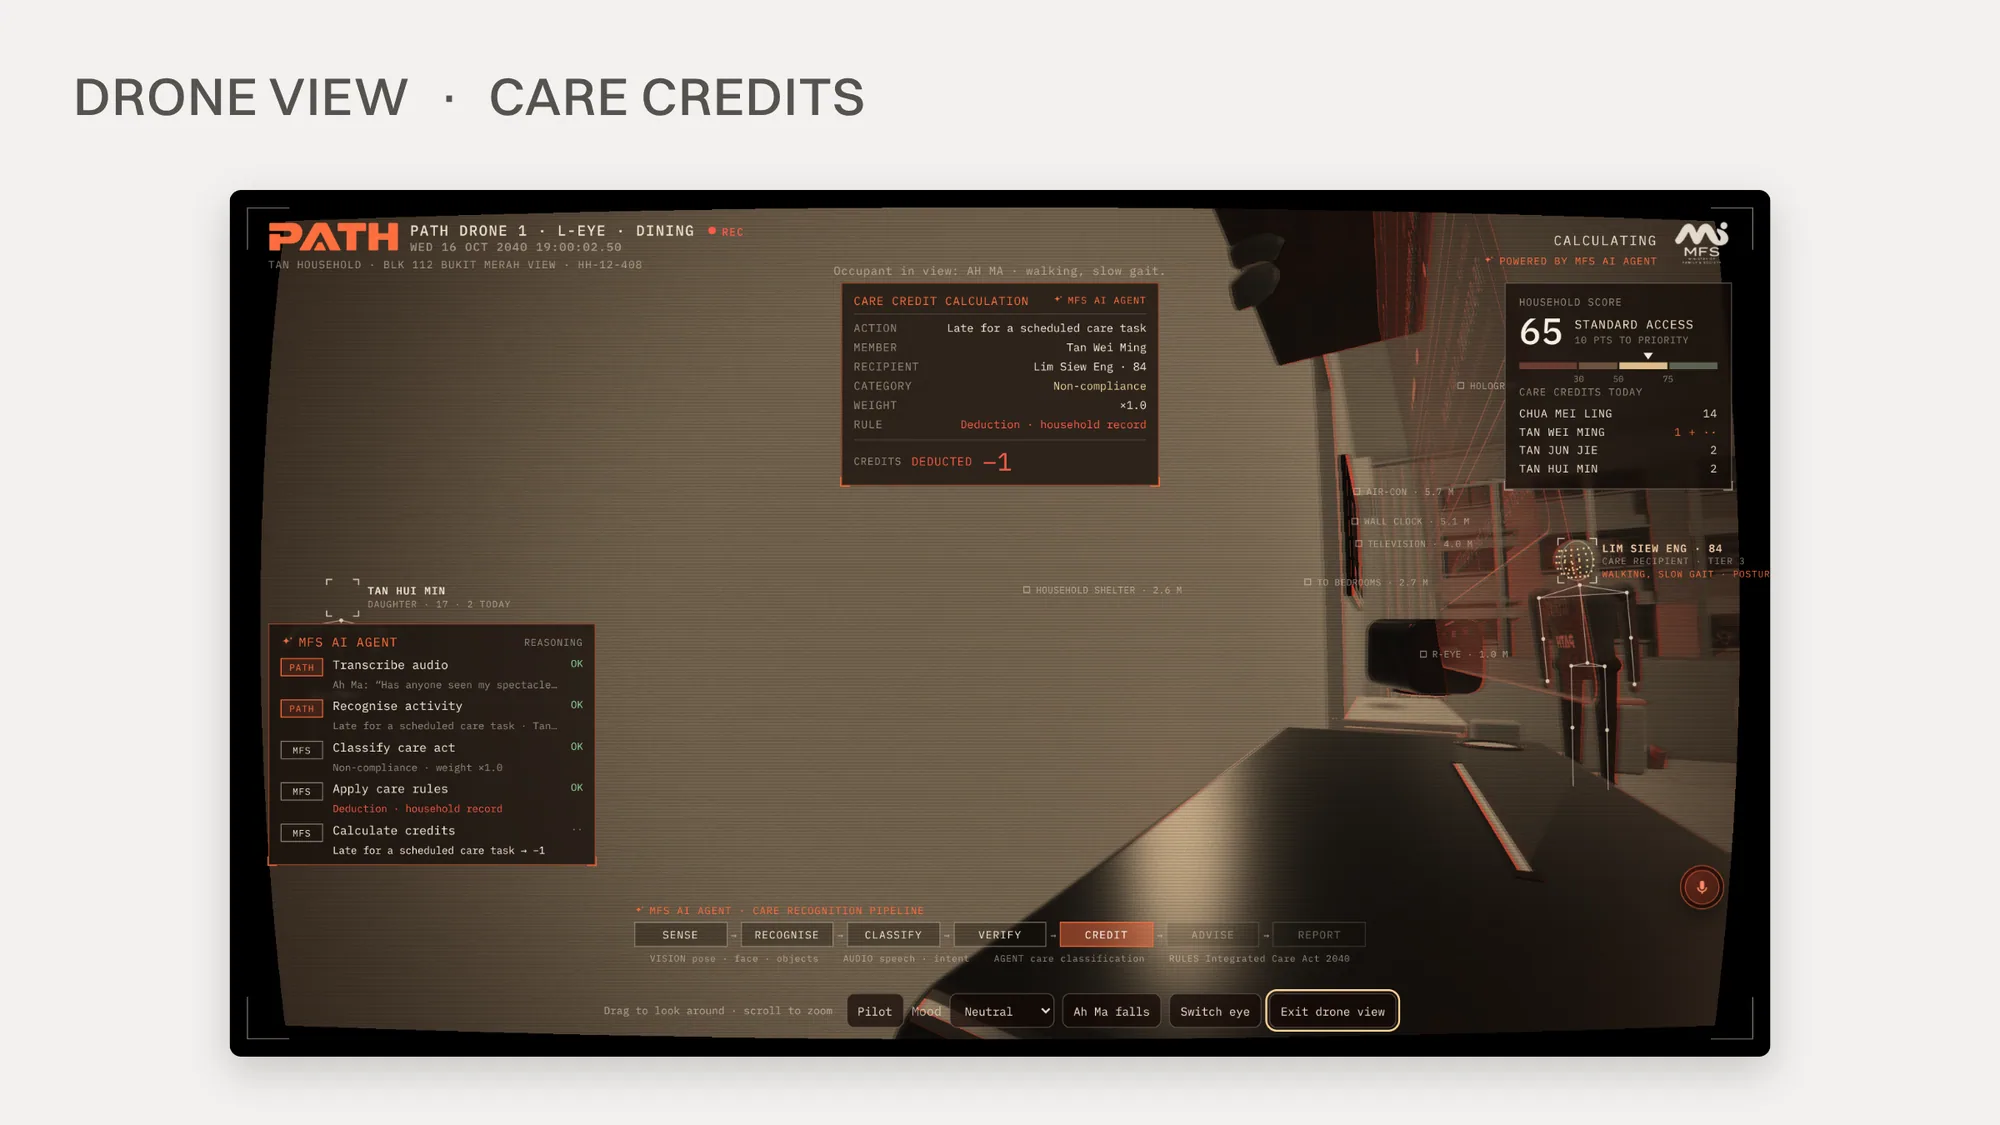 DRONE VIEW · CARE CREDITS
PATH
PATH DRONE 1 · L-EYE · DINING
REC
WED 16 OCT 2040 19:00:02.50
TAN HOUSEHOLD · BLK 112 BUKIT MERAH VIEW · HH-12-408
CALCULATING
POWERED BY MFS AI AGENT
MFS
Occupant in view: AH MA · walking, slow gait.
CARE CREDIT CALCULATION
MFS AI AGENT
ACTION Late for a scheduled care task
MEMBER Tan Wei Ming
RECIPIENT Lim Siew Eng · 84
CATEGORY Non-compliance
WEIGHT ×1.0
RULE Deduction · household record
CREDITS DEDUCTED −1
HOUSEHOLD SCORE
65 STANDARD ACCESS
10 PTS TO PRIORITY
30 50 75
CARE CREDITS TODAY
CHUA MEI LING 14
TAN WEI MING 1 + ··
TAN JUN JIE 2
TAN HUI MIN 2
HOLOGR
AIR-CON · 5.7 M
WALL CLOCK · 5.1 M
TELEVISION · 4.0 M
TO BEDROOMS · 2.7 M
HOUSEHOLD SHELTER · 2.6 M
R-EYE · 1.0 M
LIM SIEW ENG · 84
CARE RECIPIENT · TIER 3
WALKING, SLOW GAIT · POSTUR
TAN HUI MIN
DAUGHTER · 17 · 2 TODAY
MFS AI AGENT REASONING
PATH Transcribe audio OK
Ah Ma: “Has anyone seen my spectacle…
PATH Recognise activity OK
Late for a scheduled care task · Tan…
MFS Classify care act OK
Non-compliance · weight ×1.0
MFS Apply care rules OK
Deduction · household record
MFS Calculate credits ··
Late for a scheduled care task → −1
MFS AI AGENT · CARE RECOGNITION PIPELINE
SENSE → RECOGNISE → CLASSIFY → VERIFY → CREDIT → ADVISE → REPORT
VISION pose · face · objects AUDIO speech · intent AGENT care classification RULES Integrated Care Act 2040
Drag to look around · scroll to zoom
Pilot
Mood
Neutral
Ah Ma falls
Switch eye
Exit drone view